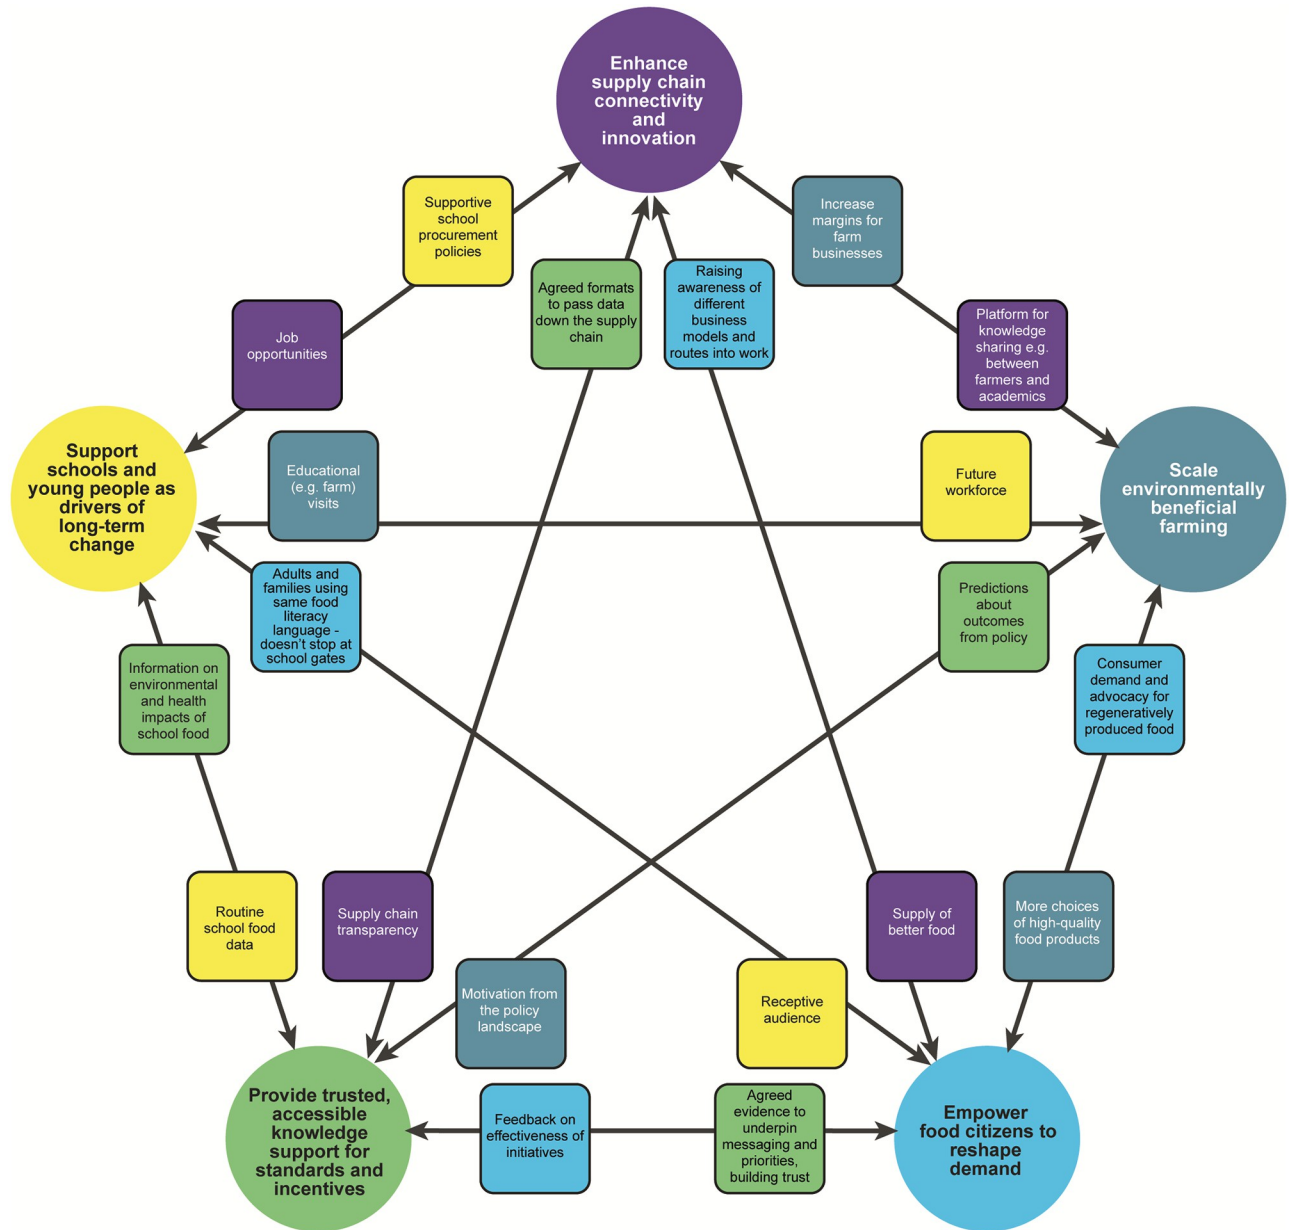 Enhance
supply chain
connectivity
and
innovation
Supportive
school
procurement
policies
Increase
margins for
farm
businesses
Agreed formats
to pass data
down the supply
chain
Raising
awareness of
different
business
models and
routes into work
Job
opportunities
Platform for
knowledge
sharing e.g.
between
farmers and
academics
Support
schools and
young people as
drivers of
long-term
change
Educational
(e.g. farm)
visits
Future
workforce
Scale
environmentally
beneficial
farming
Adults and
families using
same food
literacy
language -
doesn't stop at
school gates
Predictions about
outcomes
from policy
Information on
environmental
and health
impacts of
school food
Consumer
demand and
advocacy for
regeneratively
produced food
Routine
school food
data
Supply chain
transparency
Supply of
better food
More choices
of high-quality
food products
Motivation from
the policy
landscape
Receptive
audience
Provide trusted,
accessible
knowledge
support for
standards and
incentives
Feedback on
effectiveness of
initiatives
Agreed
evidence to
underpin
messaging and
priorities,
building trust
Empower
food citizens to
reshape
demand